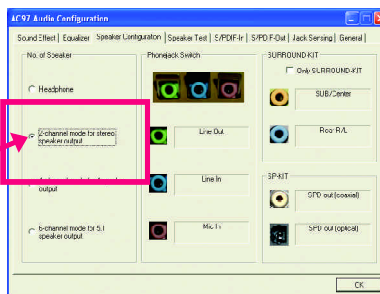 AC97 Audio Configuration
Sound Effect | Equalizer | Speaker Configuration | Speaker Test | S/PDIF-In | S/PDIF-Out | Jack Sensing | General |
No. of Speaker
Phonejack Switch
SURROUND-KIT
Only SURROUND-KIT
Headphone
SUB/Center
2-channel mode for stereo speaker output
Line Out
Rear R/L
output
Line In
SP-KIT
SPD out (coaxial)
6-channel mode for 5.1 speaker output
Mic In
SPD out (optical)
OK